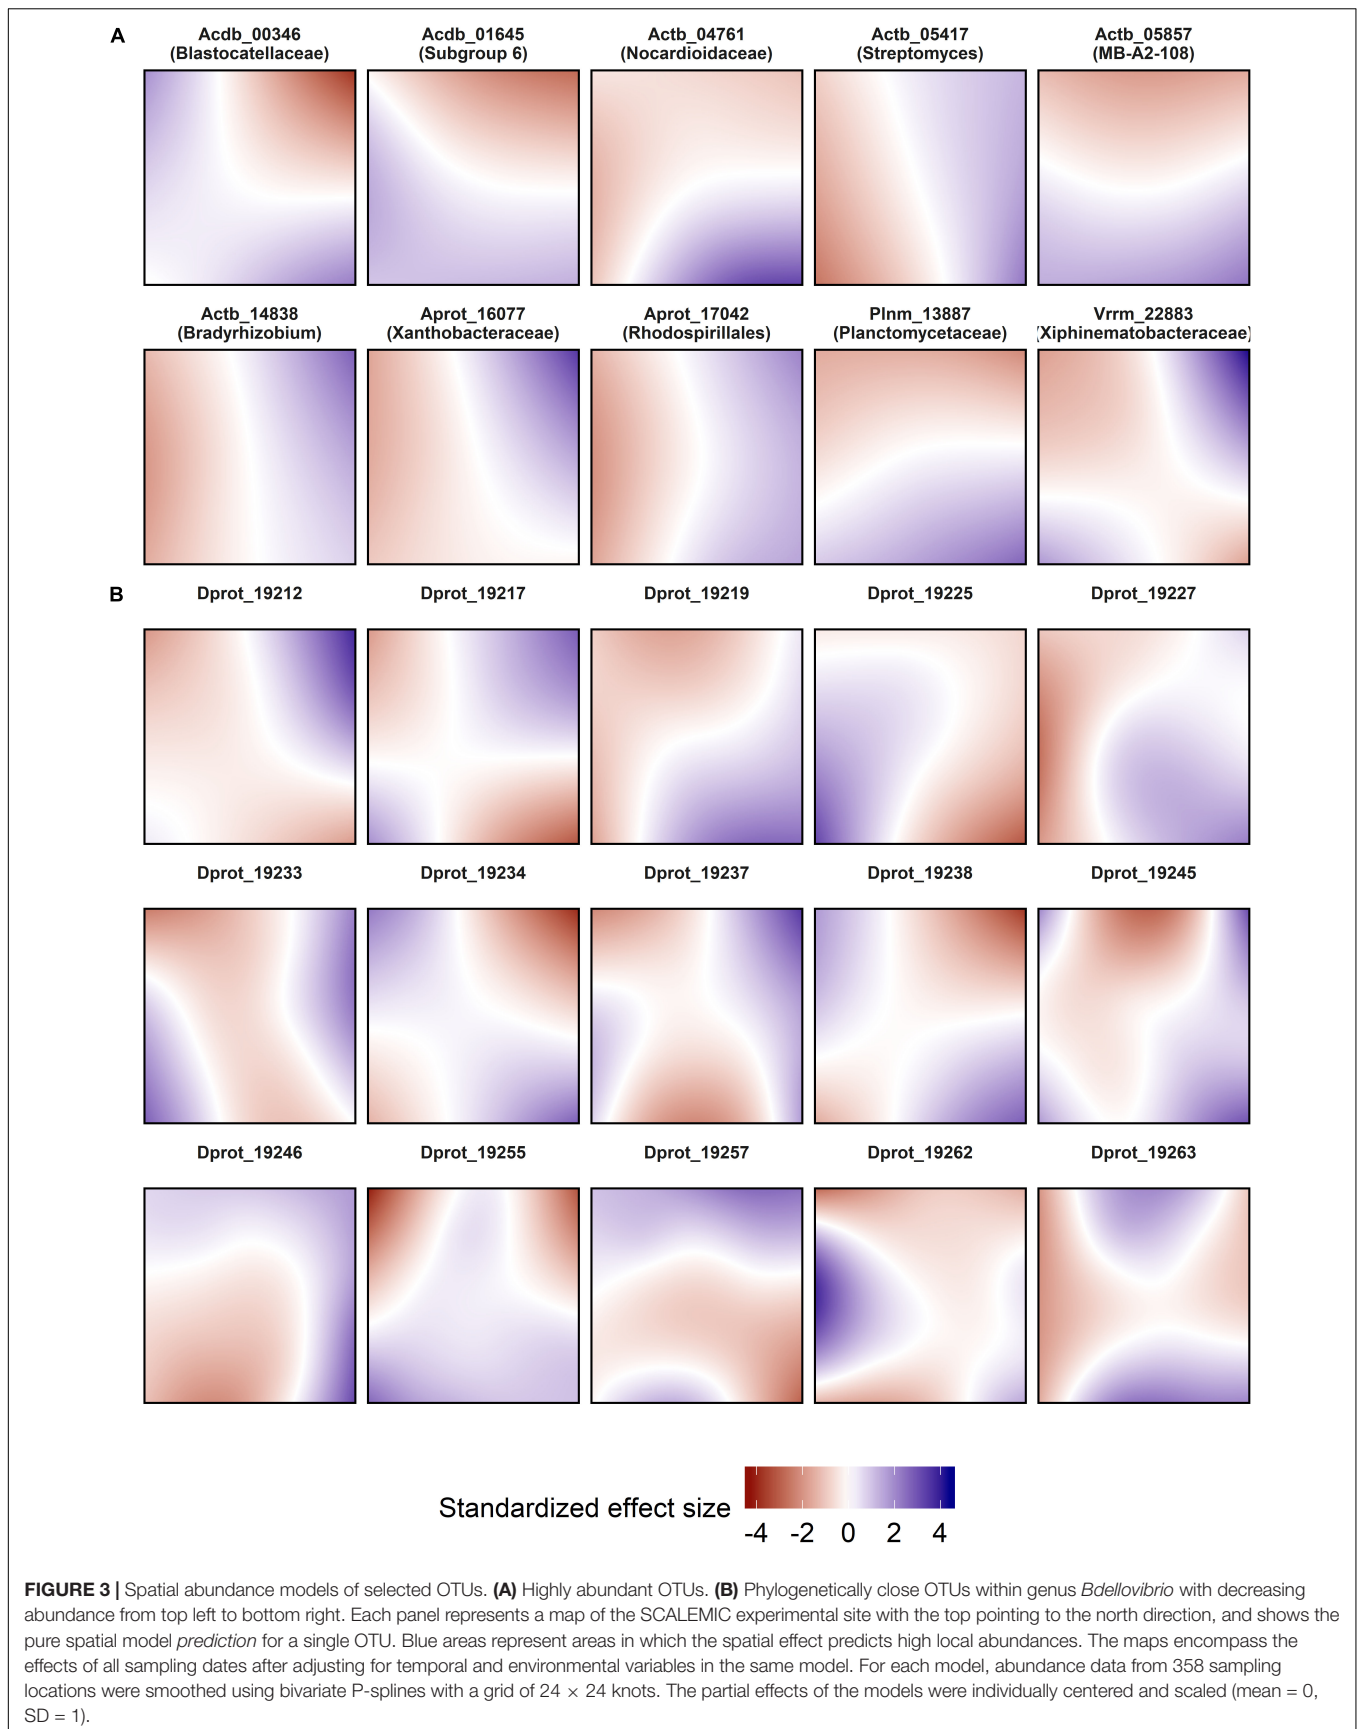 A
Acdb_00346
(Blastocatellaceae)
Acdb_01645
(Subgroup 6)
Actb_04761
(Nocardioidaceae)
Actb_05417
(Streptomyces)
Actb_05857
(MB-A2-108)
Actb_14838
(Bradyrhizobium)
Aprot_16077
(Xanthobacteraceae)
Aprot_17042
(Rhodospirillales)
Plnm_13887
(Planctomycetaceae)
Vrrm_22883
(Xiphinematobacteraceae)
B
Dprot_19212
Dprot_19217
Dprot_19219
Dprot_19225
Dprot_19227
Dprot_19233
Dprot_19234
Dprot_19237
Dprot_19238
Dprot_19245
Dprot_19246
Dprot_19255
Dprot_19257
Dprot_19262
Dprot_19263
Standardized effect size
-4 -2 0 2 4
FIGURE 3 | Spatial abundance models of selected OTUs. (A) Highly abundant OTUs. (B) Phylogenetically close OTUs within genus Bdellovibrio with decreasing
abundance from top left to bottom right. Each panel represents a map of the SCALEMIC experimental site with the top pointing to the north direction, and shows the
pure spatial model prediction for a single OTU. Blue areas represent areas in which the spatial effect predicts high local abundances. The maps encompass the
effects of all sampling dates after adjusting for temporal and environmental variables in the same model. For each model, abundance data from 358 sampling
locations were smoothed using bivariate P-splines with a grid of 24 × 24 knots. The partial effects of the models were individually centered and scaled (mean = 0,
SD = 1).